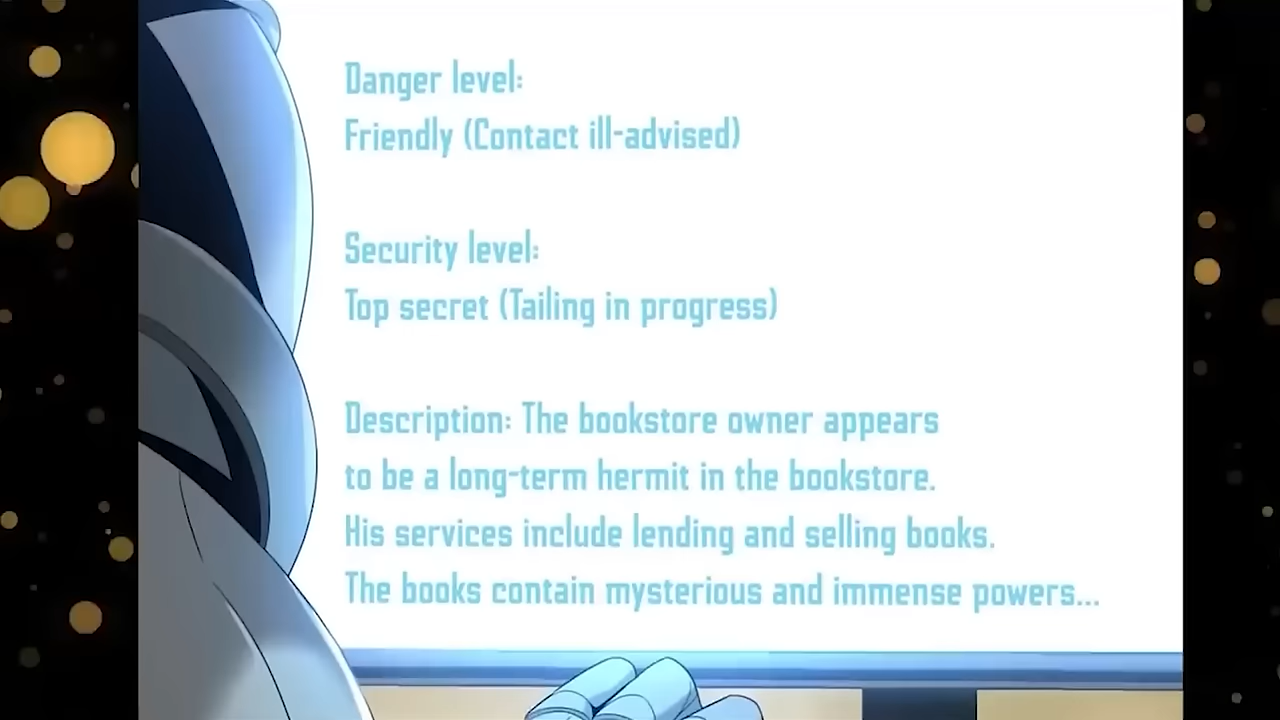 Danger level:
Friendly (Contact ill-advised)
Security level:
Top secret (Tailing in progress)
Description: The bookstore owner appears
to be a long-term hermit in the bookstore.
His services include lending and selling books.
The books contain mysterious and immense powers...